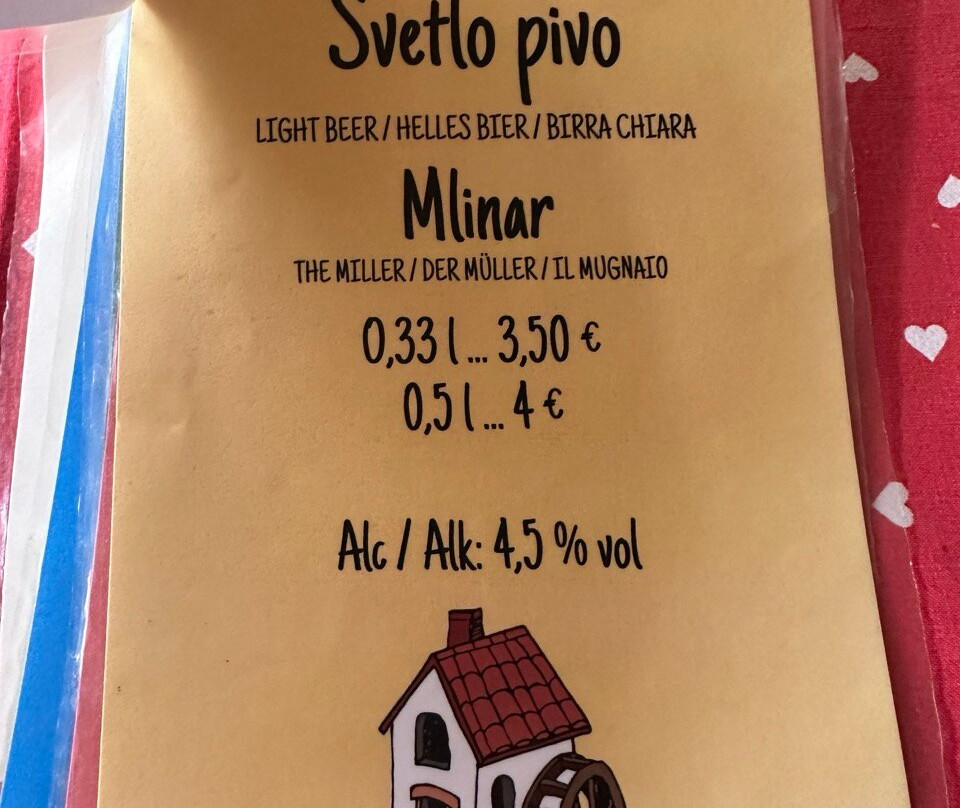 Svetlo pivo
LIGHT BEER / HELLES BIER / BIRRA CHIARA
Mlinar
THE MILLER / DER MÜLLER / IL MUGNAIO
0,33 l ... 3,50 €
0,5 l ... 4 €
Alc / Alk: 4,5 % vol